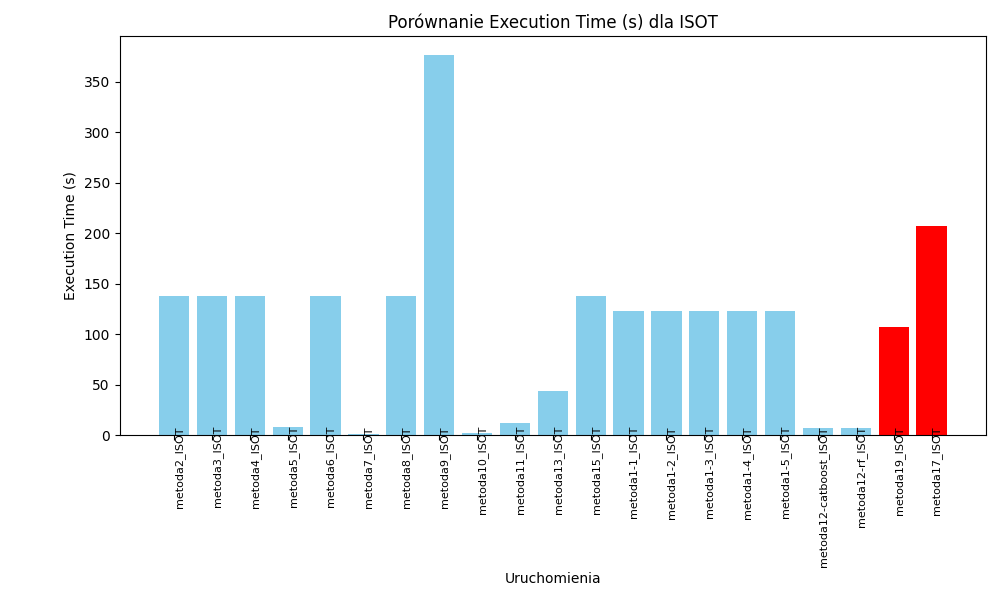 Porównanie Execution Time (s) dla ISOT
Execution Time (s)
350
300
250
200
150
100
50
0
metoda2_ISOT
metoda3_ISOT
metoda4_ISOT
metoda5_ISOT
metoda6_ISOT
metoda7_ISOT
metoda8_ISOT
metoda9_ISOT
metoda10_ISOT
metoda11_ISOT
metoda13_ISOT
metoda15_ISOT
metoda1-1_ISOT
metoda1-2_ISOT
metoda1-3_ISOT
metoda1-4_ISOT
metoda1-5_ISOT
metoda12-catboost_ISOT
metoda12-rf_ISOT
metoda19_ISOT
metoda17_ISOT
Uruchomienia